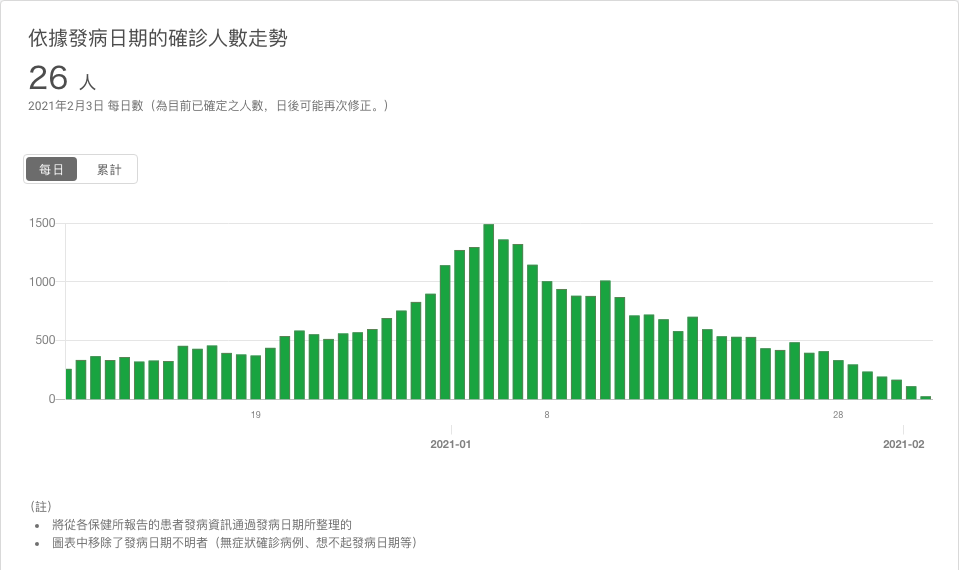 依據發病日期的確診人數走勢
26 人
2021年2月3日 每日數（為目前已確定之人數，日後可能再次修正。）
每日 累計
1500
1000
500
0
19 8 28
2021-01 2021-02
（註）
• 將從各保健所報告的患者發病資訊通過發病日期所整理的
• 圖表中移除了發病日期不明者（無症狀確診病例、想不起發病日期等）